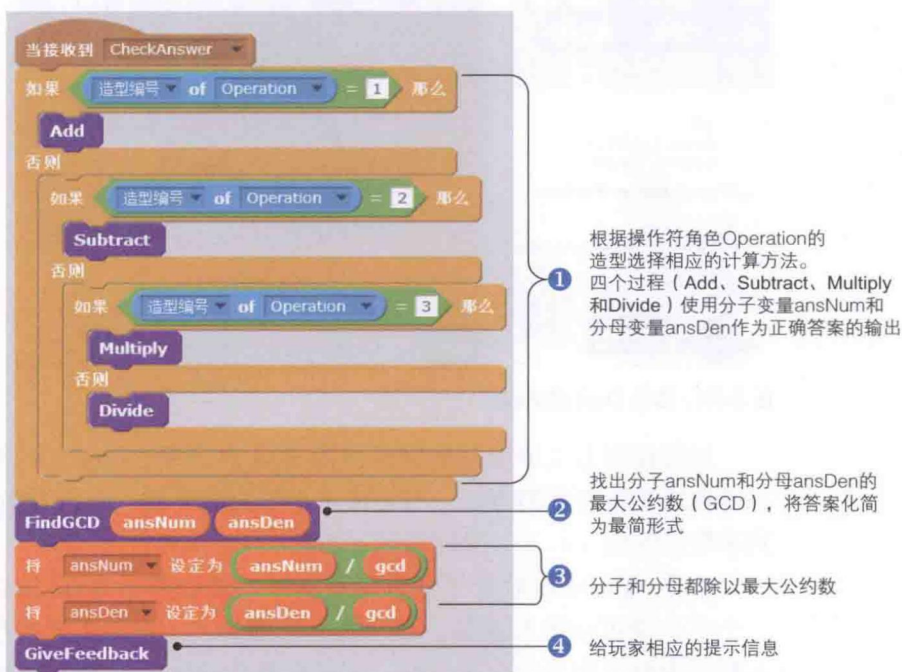 当接收到 CheckAnswer
如果 造型编号 of Operation = 1 那么
Add
否则
如果 造型编号 of Operation = 2 那么
Subtract
否则
如果 造型编号 of Operation = 3 那么
Multiply
否则
Divide
FindGCD ansNum ansDen
将 ansNum 设定为 ansNum / gcd
将 ansDen 设定为 ansDen / gcd
GiveFeedback
1
根据操作符角色Operation的
造型选择相应的计算方法。
四个过程（Add、Subtract、Multiply
和Divide）使用分子变量ansNum和
分母变量ansDen作为正确答案的输出
2
找出分子ansNum和分母ansDen的
最大公约数（GCD），将答案化简
为最简形式
3
分子和分母都除以最大公约数
4
给玩家相应的提示信息